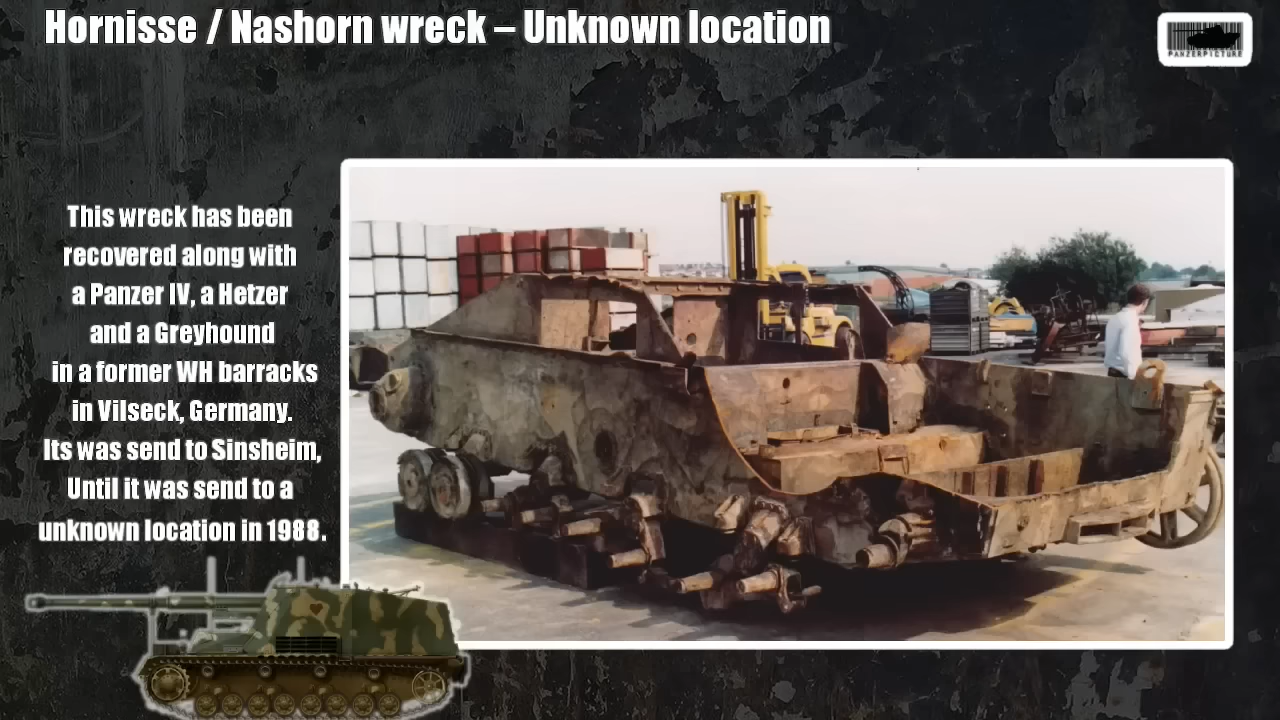 Hornisse / Nashorn wreck – Unknown location
PANZERPICTURE
This wreck has been
recovered along with
a Panzer IV, a Hetzer
and a Greyhound
in a former WH barracks
in Vilseck, Germany.
Its was send to Sinsheim,
Until it was send to a
unknown location in 1988.